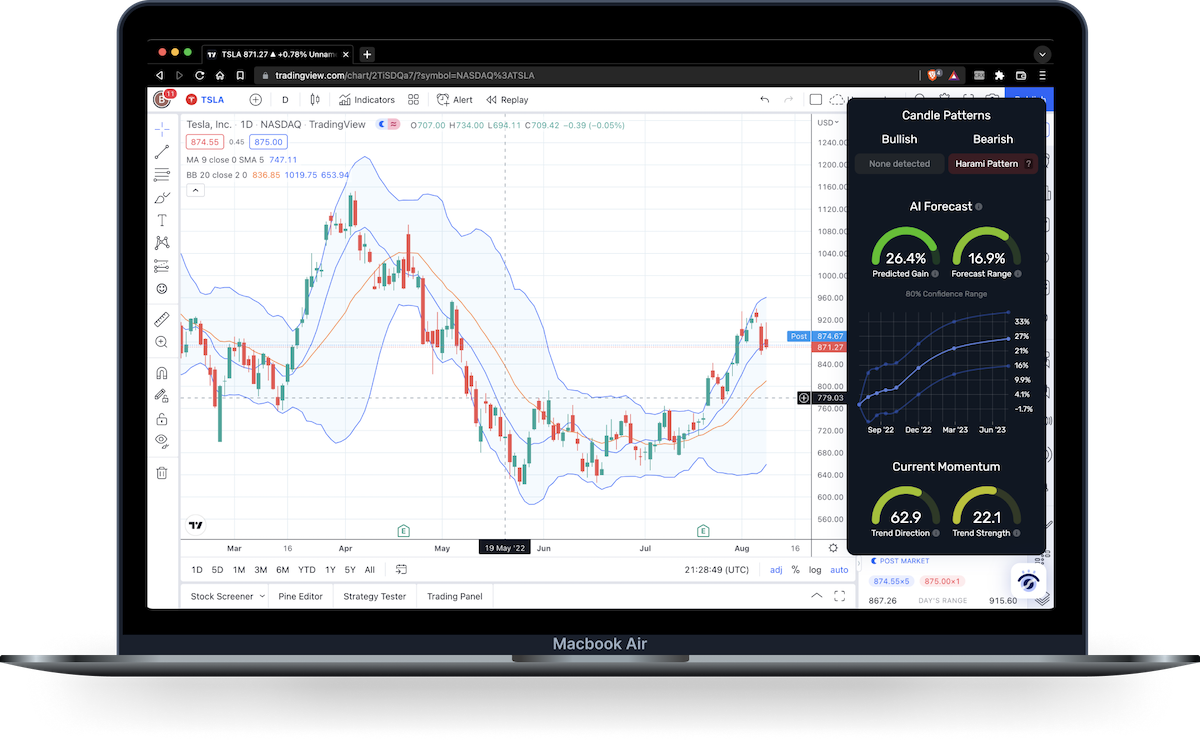 TSLA 871.27 ▲ +0.78% Unnam
tradingview.com/chart/2TiSDQa7/?symbol=NASDAQ%3ATSLA
11
TSLA
D
Indicators
Alert
Replay
Tesla, Inc. · 1D · NASDAQ · TradingView
O707.00 H734.00 L694.11 C709.42 −0.39 (−0.05%)
874.55
0.45
875.00
MA 9 close 0 SMA 5 747.11
BB 20 close 2 0 836.85 1019.75 653.94
USD
1240.00
1200.00
1160.00
1120.00
1080.00
1040.00
1000.00
960.00
920.00
Post 874.67
871.27
840.00
800.00
779.03
760.00
720.00
680.00
640.00
600.00
560.00
E
E
Mar
16
Apr
May
19 May '22
Jun
Jul
Aug
16
1D
5D
1M
3M
6M
YTD
1Y
5Y
All
21:28:49 (UTC)
adj
%
log
auto
Stock Screener
Pine Editor
Strategy Tester
Trading Panel
Candle Patterns
Bullish
Bearish
None detected
Harami Pattern ?
AI Forecast
26.4%
Predicted Gain
16.9%
Forecast Range
80% Confidence Range
33%
27%
21%
16%
9.9%
4.1%
-1.7%
Sep '22
Dec '22
Mar '23
Jun '23
Current Momentum
62.9
Trend Direction
22.1
Trend Strength
POST MARKET
874.55×5
875.00×1
867.26
DAY'S RANGE
915.60
Macbook Air